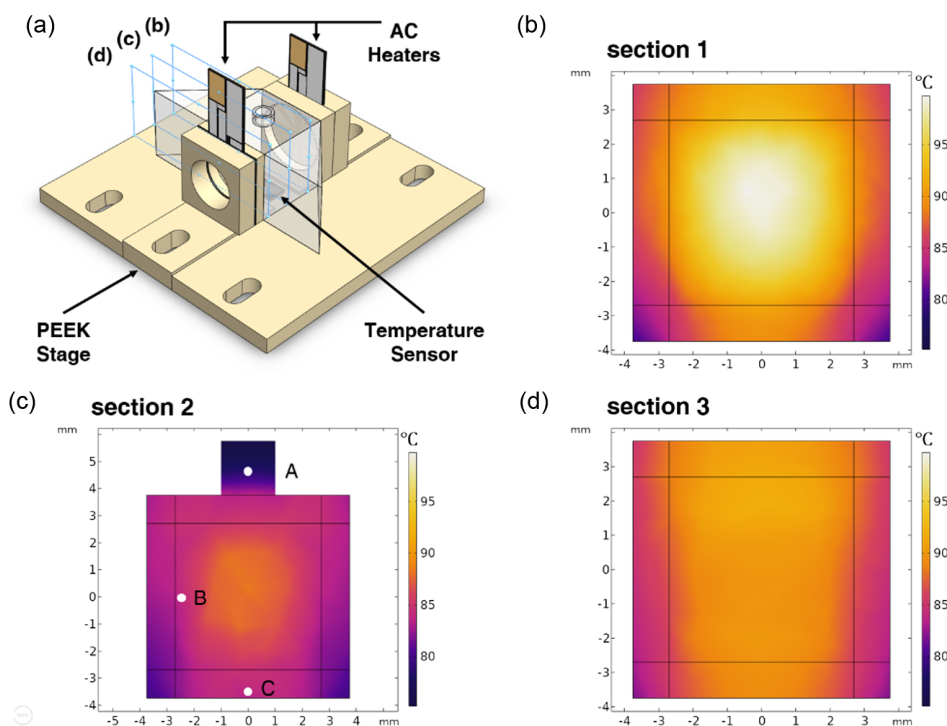 (a)
(b)
(c)
(d)
AC
Heaters
PEEK
Stage
Temperature
Sensor
(b)
section 1
mm
°C
3
2
1
0
-1
-2
-3
-4
95
90
85
80
-4 -3 -2 -1 0 1 2 3 4 mm
(c)
section 2
mm
°C
5
4
3
2
1
0
-1
-2
-3
-4
A
B
C
95
90
85
80
-5 -4 -3 -2 -1 0 1 2 3 4 5 mm
(d)
section 3
mm
°C
3
2
1
0
-1
-2
-3
-4
95
90
85
80
-4 -3 -2 -1 0 1 2 3 4 mm